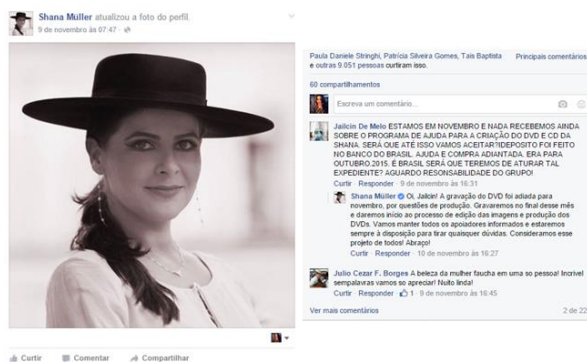 Shana Müller atualizou a foto do perfil.
9 de novembro às 07:47 ·
Curtir Comentar Compartilhar
Paula Daniele Stringhi, Patrícia Silveira Gomes, Tais Baptista
e outras 9.051 pessoas curtiram isso.
Principais comentários
60 compartilhamentos
Escreva um comentário...
Jailcin De Melo ESTAMOS EM NOVEMBRO E NADA RECEBEMOS AINDA
SOBRE O PROGRAMA DE AJUDA PARA A CRIAÇÃO DO DVD E CD DA
SHANA. SERÁ QUE ATÉ ISSO VAMOS ACEITAR?!DEPOSITO FOI FEITO
NO BANCO DO BRASIL. AJUDA E COMPRA ADIANTADA. ERA PARA
OUTUBRO.2015. É BRASIL SERÁ QUE TEREMOS DE ATURAR TAL
EXPEDIENTE? AGUARDO RESONSABILIDADE DO GRUPO!
Curtir · Responder · 9 de novembro às 16:31
Shana Müller Oi, Jailcin! A gravação do DVD foi adiada para
novembro, por questões de produção. Gravaremos no final desse mês
e daremos início ao processo de edição das imagens e produção dos
DVDs. Vamos manter todos os apoiadores informados e estaremos
sempre à disposição para tirar quaisquer dúvidas. Consideramos esse
projeto de todos! Abraço!
Curtir · Responder · 10 de novembro às 16:27
Julio Cezar F. Borges A beleza da mulher faucha em uma so pessoa! Incrivel
sempalavras vamos so apreciar! Muito linda!
Curtir · Responder · 1 · 9 de novembro às 16:45
Ver mais comentários
2 de 22